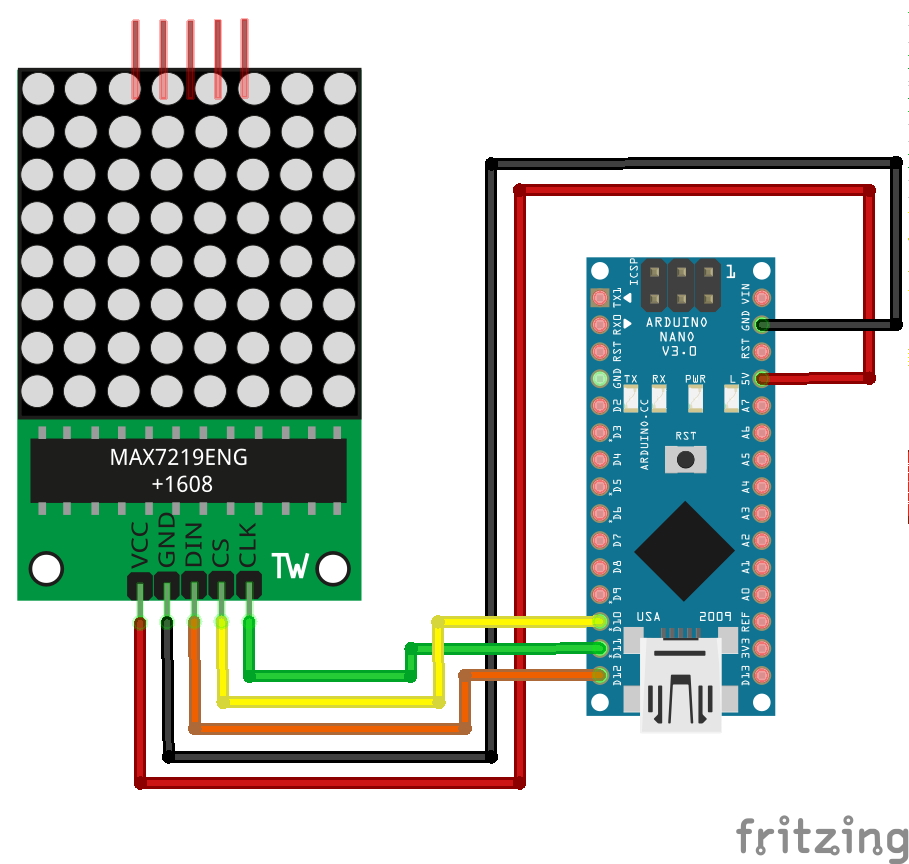 MAX7219ENG
+1608
VCC
GND
DIN
CS
CLK
TW
ICSP
1
ARDUINO
NANO
V3.0
TX
RX
PWR
L
ARDUINO.CC
RST
USA
2009
TX1
RX0
RST
GND
D2
D3
D4
D5
D6
D7
D8
D9
D10
D11
D12
VIN
GND
RST
5V
A7
A6
A5
A4
A3
A2
A1
A0
REF
3V3
D13
fritzing